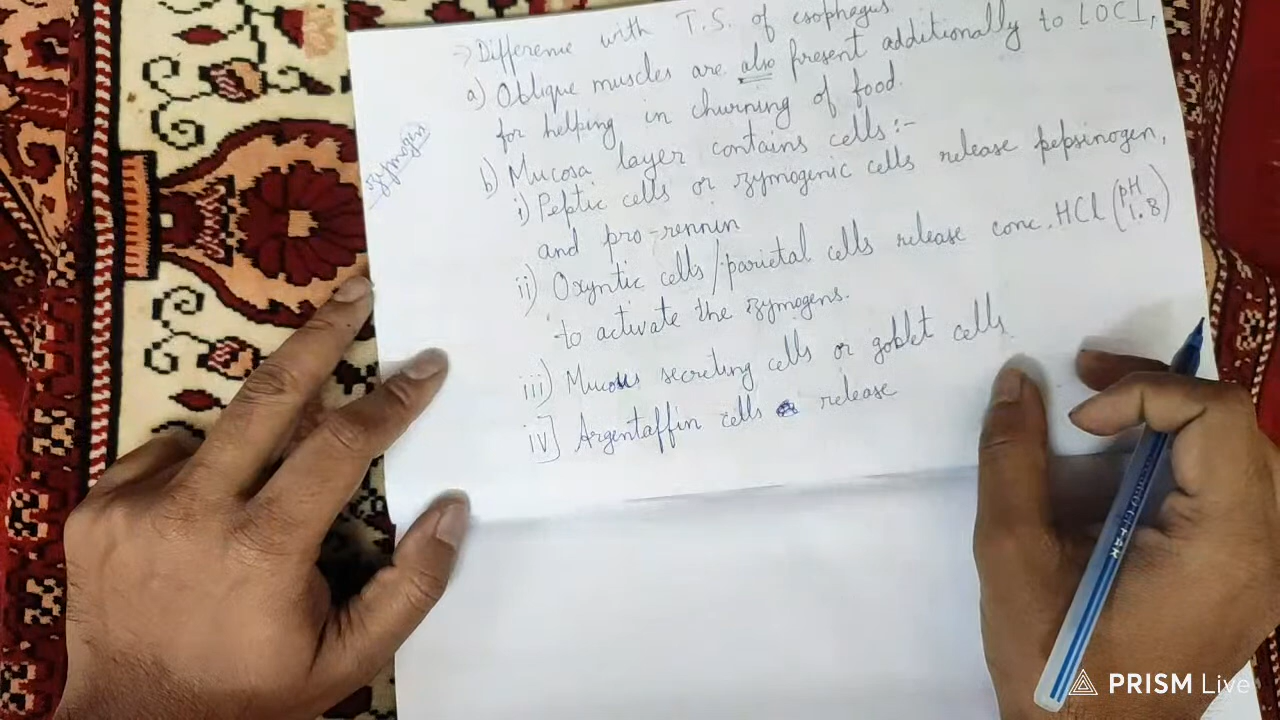 → Difference with T.S. of esophagus
a) Oblique muscles are also present additionally to LOCI,
for helping in churning of food.
zymogen
b) Mucosa layer contains cells:-
i) Peptic cells or zymogenic cells release pepsinogen,
and pro-rennin
ii) Oxyntic cells/parietal cells release conc. HCl (pH 1.8)
to activate the zymogens.
iii) Mucous secreting cells or goblet cells
iv] Argentaffin cells release
PRISM Live